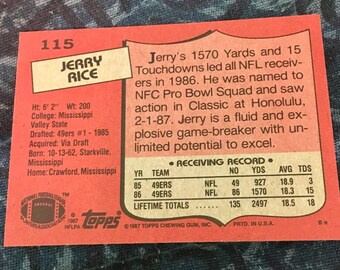 115
JERRY
RICE
Ht: 6' 2" Wt: 200
College: Mississippi
Valley State
Drafted: 49ers #1 - 1985
Acquired: Via Draft
Born: 10-13-62, Starkville,
Mississippi
Home: Crawford, Mississippi
Jerry's 1570 Yards and 15
Touchdowns led all NFL receiv-
ers in 1986. He was named to
NFC Pro Bowl Squad and saw
action in Classic at Honolulu,
2-1-87. Jerry is a fluid and ex-
plosive game-breaker with un-
limited potential to excel.
• RECEIVING RECORD •
YR TEAM NO YDS AVG TDS
85 49ERS NFL 49 927 18.9 3
86 49ERS NFL 86 1570 18.3 15
LIFETIME TOTALS ...... 135 2497 18.5 18
TM
© 1987
NFLPA
Topps
©1987 TOPPS CHEWING GUM, INC. PRTD. IN U.S.A.